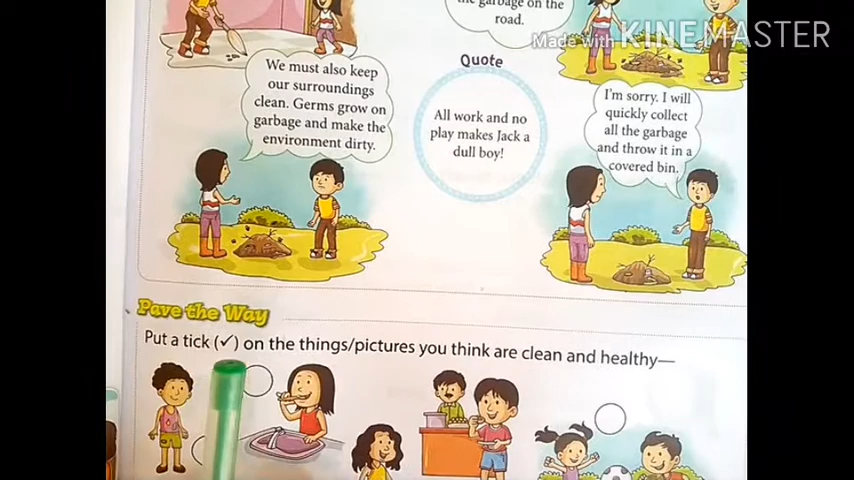 the garbage on the
road.
Made with KINEMASTER
We must also keep
our surroundings
clean. Germs grow on
garbage and make the
environment dirty.
Quote
All work and no
play makes Jack a
dull boy!
I'm sorry. I will
quickly collect
all the garbage
and throw it in a
covered bin.
Pave the Way
Put a tick (✓) on the things/pictures you think are clean and healthy—